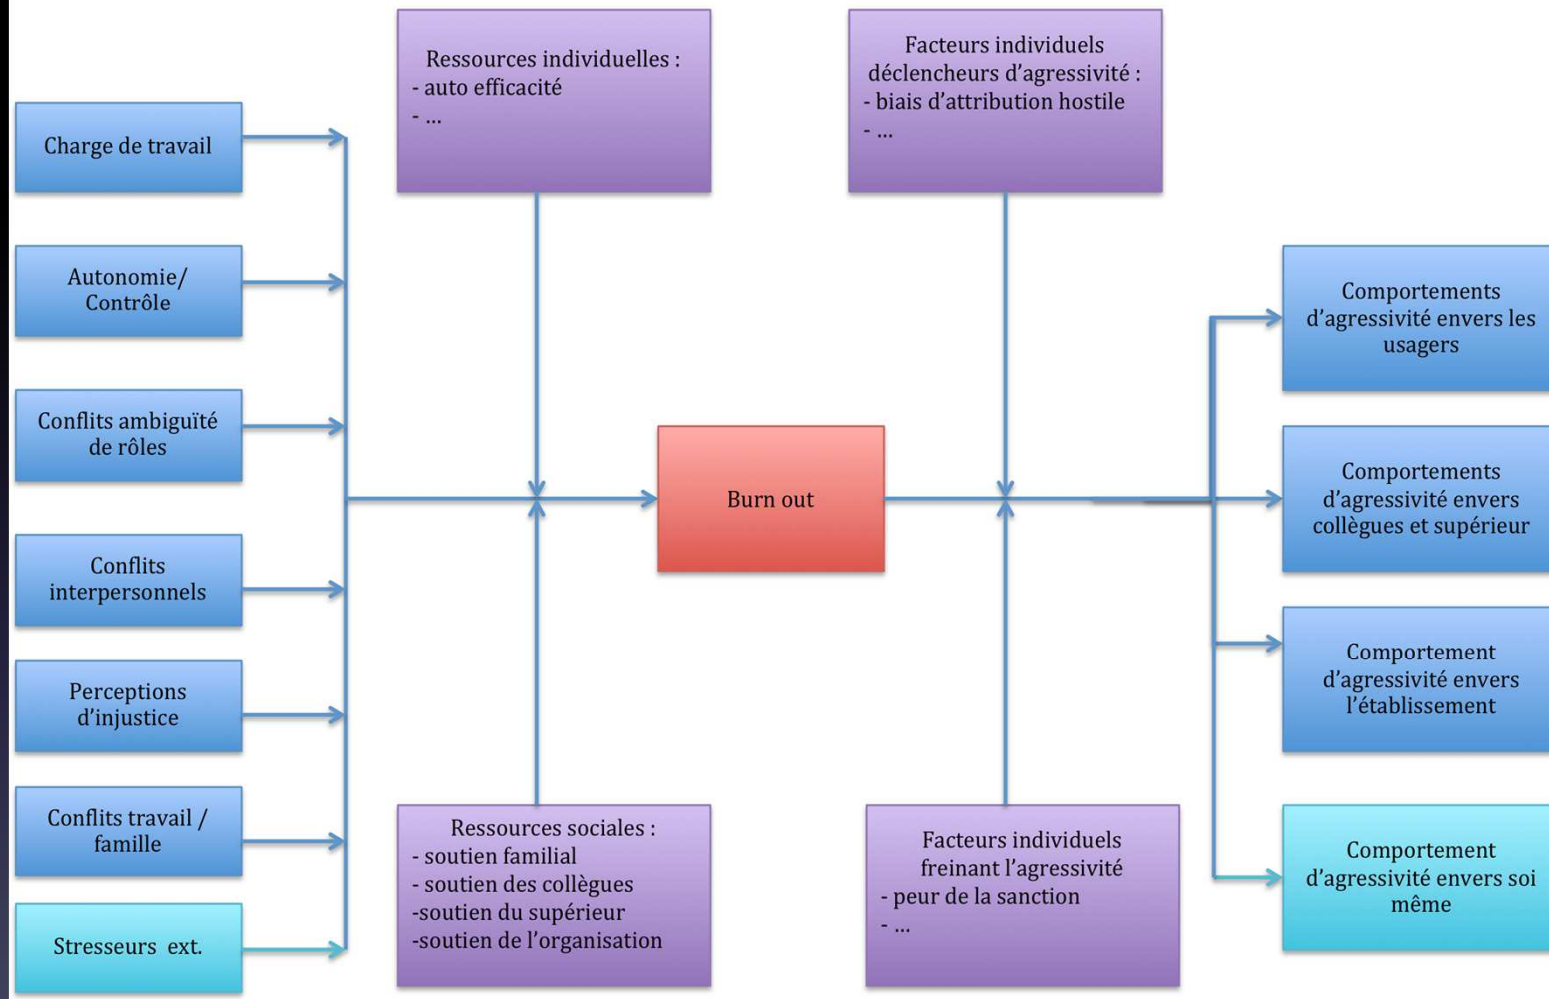 Ressources individuelles :
- auto efficacité
- ...
Facteurs individuels
déclencheurs d'agressivité :
- biais d'attribution hostile
- ...
Charge de travail
Autonomie/
Contrôle
Conflits ambiguïté
de rôles
Conflits
interpersonnels
Perceptions
d'injustice
Conflits travail /
famille
Stresseurs ext.
Burn out
Ressources sociales :
- soutien familial
- soutien des collègues
-soutien du supérieur
-soutien de l'organisation
Facteurs individuels
freinant l'agressivité
- peur de la sanction
- ...
Comportements
d'agressivité envers les
usagers
Comportements
d'agressivité envers
collègues et supérieur
Comportement
d'agressivité envers
l'établissement
Comportement
d'agressivité envers soi
même